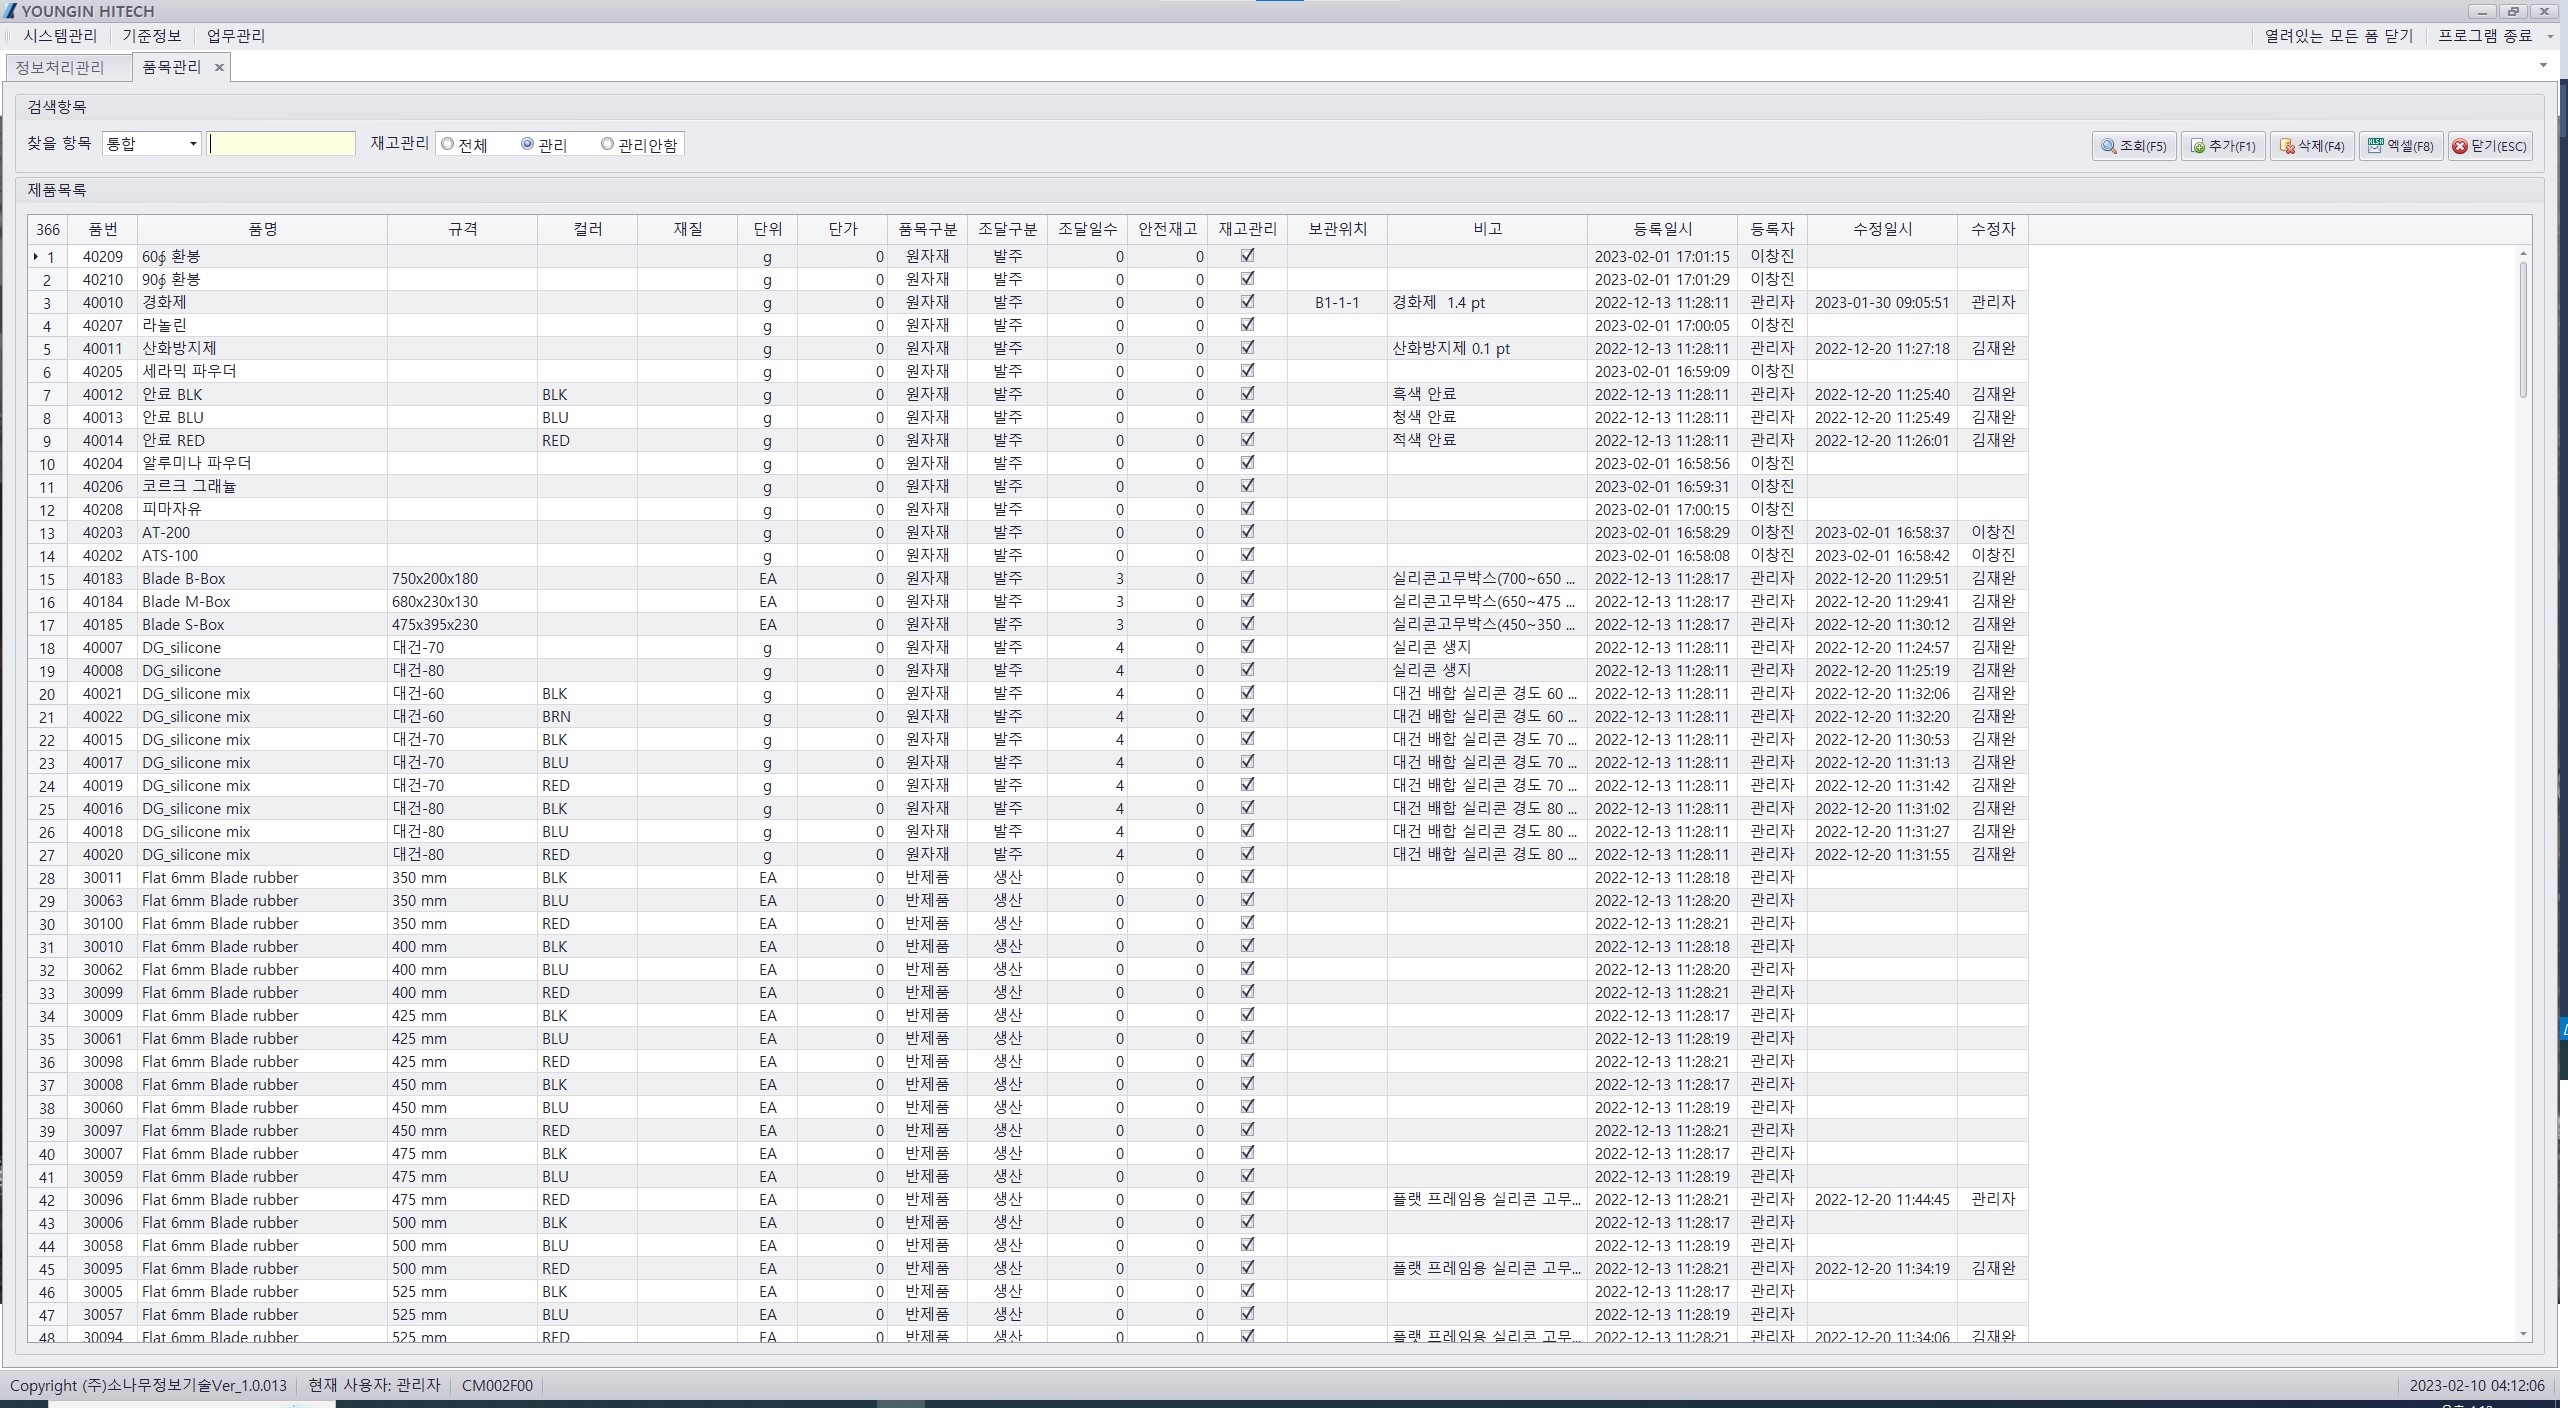 YOUNGIN HITECH
시스템관리 기준정보 업무관리 열려있는 모든 폼 닫기 프로그램 종료
정보처리관리 품목관리
검색항목
찾을 항목 통합 재고관리 전체 관리 관리안함 조회(F5) 추가(F1) 삭제(F4) 엑셀(F8) 닫기(ESC)
제품목록
366 품번 품명 규격 컬러 재질 단위 단가 품목구분 조달구분 조달일수 안전재고 재고관리 보관위치 비고 등록일시 등록자 수정일시 수정자
1 40209 60∮ 환봉 g 0 원자재 발주 0 0 2023-02-01 17:01:15 이창진
2 40210 90∮ 환봉 g 0 원자재 발주 0 0 2023-02-01 17:01:29 이창진
3 40010 경화제 g 0 원자재 발주 0 0 B1-1-1 경화제 1.4 pt 2022-12-13 11:28:11 관리자 2023-01-30 09:05:51 관리자
4 40207 라놀린 g 0 원자재 발주 0 0 2023-02-01 17:00:05 이창진
5 40011 산화방지제 g 0 원자재 발주 0 0 산화방지제 0.1 pt 2022-12-13 11:28:11 관리자 2022-12-20 11:27:18 김재완
6 40205 세라믹 파우더 g 0 원자재 발주 0 0 2023-02-01 16:59:09 이창진
7 40012 안료 BLK BLK g 0 원자재 발주 0 0 흑색 안료 2022-12-13 11:28:11 관리자 2022-12-20 11:25:40 김재완
8 40013 안료 BLU BLU g 0 원자재 발주 0 0 청색 안료 2022-12-13 11:28:11 관리자 2022-12-20 11:25:49 김재완
9 40014 안료 RED RED g 0 원자재 발주 0 0 적색 안료 2022-12-13 11:28:11 관리자 2022-12-20 11:26:01 김재완
10 40204 알루미나 파우더 g 0 원자재 발주 0 0 2023-02-01 16:58:56 이창진
11 40206 코르크 그래뉼 g 0 원자재 발주 0 0 2023-02-01 16:59:31 이창진
12 40208 피마자유 g 0 원자재 발주 0 0 2023-02-01 17:00:15 이창진
13 40203 AT-200 g 0 원자재 발주 0 0 2023-02-01 16:58:29 이창진 2023-02-01 16:58:37 이창진
14 40202 ATS-100 g 0 원자재 발주 0 0 2023-02-01 16:58:08 이창진 2023-02-01 16:58:42 이창진
15 40183 Blade B-Box 750x200x180 EA 0 원자재 발주 3 0 실리콘고무박스(700~650 ... 2022-12-13 11:28:17 관리자 2022-12-20 11:29:51 김재완
16 40184 Blade M-Box 680x230x130 EA 0 원자재 발주 3 0 실리콘고무박스(650~475 ... 2022-12-13 11:28:17 관리자 2022-12-20 11:29:41 김재완
17 40185 Blade S-Box 475x395x230 EA 0 원자재 발주 3 0 실리콘고무박스(450~350 ... 2022-12-13 11:28:17 관리자 2022-12-20 11:30:12 김재완
18 40007 DG_silicone 대건-70 g 0 원자재 발주 4 0 실리콘 생지 2022-12-13 11:28:11 관리자 2022-12-20 11:24:57 김재완
19 40008 DG_silicone 대건-80 g 0 원자재 발주 4 0 실리콘 생지 2022-12-13 11:28:11 관리자 2022-12-20 11:25:19 김재완
20 40021 DG_silicone mix 대건-60 BLK g 0 원자재 발주 4 0 대건 배합 실리콘 경도 60 ... 2022-12-13 11:28:11 관리자 2022-12-20 11:32:06 김재완
21 40022 DG_silicone mix 대건-60 BRN g 0 원자재 발주 4 0 대건 배합 실리콘 경도 60 ... 2022-12-13 11:28:11 관리자 2022-12-20 11:32:20 김재완
22 40015 DG_silicone mix 대건-70 BLK g 0 원자재 발주 4 0 대건 배합 실리콘 경도 70 ... 2022-12-13 11:28:11 관리자 2022-12-20 11:30:53 김재완
23 40017 DG_silicone mix 대건-70 BLU g 0 원자재 발주 4 0 대건 배합 실리콘 경도 70 ... 2022-12-13 11:28:11 관리자 2022-12-20 11:31:13 김재완
24 40019 DG_silicone mix 대건-70 RED g 0 원자재 발주 4 0 대건 배합 실리콘 경도 70 ... 2022-12-13 11:28:11 관리자 2022-12-20 11:31:42 김재완
25 40016 DG_silicone mix 대건-80 BLK g 0 원자재 발주 4 0 대건 배합 실리콘 경도 80 ... 2022-12-13 11:28:11 관리자 2022-12-20 11:31:02 김재완
26 40018 DG_silicone mix 대건-80 BLU g 0 원자재 발주 4 0 대건 배합 실리콘 경도 80 ... 2022-12-13 11:28:11 관리자 2022-12-20 11:31:27 김재완
27 40020 DG_silicone mix 대건-80 RED g 0 원자재 발주 4 0 대건 배합 실리콘 경도 80 ... 2022-12-13 11:28:11 관리자 2022-12-20 11:31:55 김재완
28 30011 Flat 6mm Blade rubber 350 mm BLK EA 0 반제품 생산 0 0 2022-12-13 11:28:18 관리자
29 30063 Flat 6mm Blade rubber 350 mm BLU EA 0 반제품 생산 0 0 2022-12-13 11:28:20 관리자
30 30100 Flat 6mm Blade rubber 350 mm RED EA 0 반제품 생산 0 0 2022-12-13 11:28:21 관리자
31 30010 Flat 6mm Blade rubber 400 mm BLK EA 0 반제품 생산 0 0 2022-12-13 11:28:18 관리자
32 30062 Flat 6mm Blade rubber 400 mm BLU EA 0 반제품 생산 0 0 2022-12-13 11:28:20 관리자
33 30099 Flat 6mm Blade rubber 400 mm RED EA 0 반제품 생산 0 0 2022-12-13 11:28:21 관리자
34 30009 Flat 6mm Blade rubber 425 mm BLK EA 0 반제품 생산 0 0 2022-12-13 11:28:17 관리자
35 30061 Flat 6mm Blade rubber 425 mm BLU EA 0 반제품 생산 0 0 2022-12-13 11:28:19 관리자
36 30098 Flat 6mm Blade rubber 425 mm RED EA 0 반제품 생산 0 0 2022-12-13 11:28:21 관리자
37 30008 Flat 6mm Blade rubber 450 mm BLK EA 0 반제품 생산 0 0 2022-12-13 11:28:17 관리자
38 30060 Flat 6mm Blade rubber 450 mm BLU EA 0 반제품 생산 0 0 2022-12-13 11:28:19 관리자
39 30097 Flat 6mm Blade rubber 450 mm RED EA 0 반제품 생산 0 0 2022-12-13 11:28:21 관리자
40 30007 Flat 6mm Blade rubber 475 mm BLK EA 0 반제품 생산 0 0 2022-12-13 11:28:17 관리자
41 30059 Flat 6mm Blade rubber 475 mm BLU EA 0 반제품 생산 0 0 2022-12-13 11:28:19 관리자
42 30096 Flat 6mm Blade rubber 475 mm RED EA 0 반제품 생산 0 0 플랫 프레임용 실리콘 고무... 2022-12-13 11:28:21 관리자 2022-12-20 11:44:45 관리자
43 30006 Flat 6mm Blade rubber 500 mm BLK EA 0 반제품 생산 0 0 2022-12-13 11:28:17 관리자
44 30058 Flat 6mm Blade rubber 500 mm BLU EA 0 반제품 생산 0 0 2022-12-13 11:28:19 관리자
45 30095 Flat 6mm Blade rubber 500 mm RED EA 0 반제품 생산 0 0 플랫 프레임용 실리콘 고무... 2022-12-13 11:28:21 관리자 2022-12-20 11:34:19 김재완
46 30005 Flat 6mm Blade rubber 525 mm BLK EA 0 반제품 생산 0 0 2022-12-13 11:28:17 관리자
47 30057 Flat 6mm Blade rubber 525 mm BLU EA 0 반제품 생산 0 0 2022-12-13 11:28:19 관리자
48 30094 Flat 6mm Blade rubber 525 mm RED EA 0 반제품 생산 0 0 플랫 프레임용 실리콘 고무... 2022-12-13 11:28:21 관리자 2022-12-20 11:34:06 김재완
Copyright (주)소나무정보기술Ver_1.0.013 현재 사용자: 관리자 CM002F00 2023-02-10 04:12:06